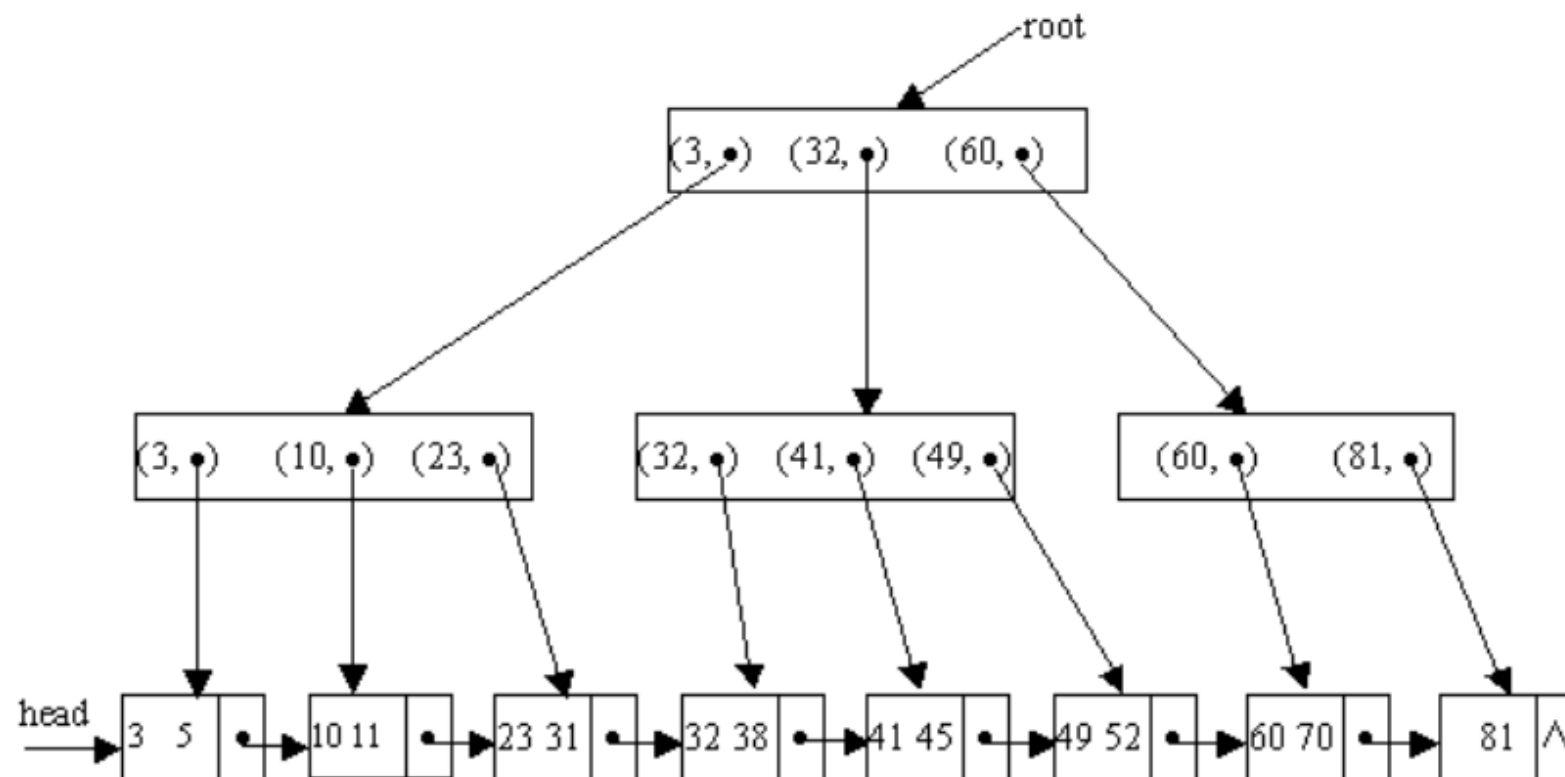 root
(3, ) (32, ) (60, )
(3, ) (10, ) (23, ) (32, ) (41, ) (49, ) (60, ) (81, )
head
3 5 10 11 23 31 32 38 41 45 49 52 60 70 81 ^